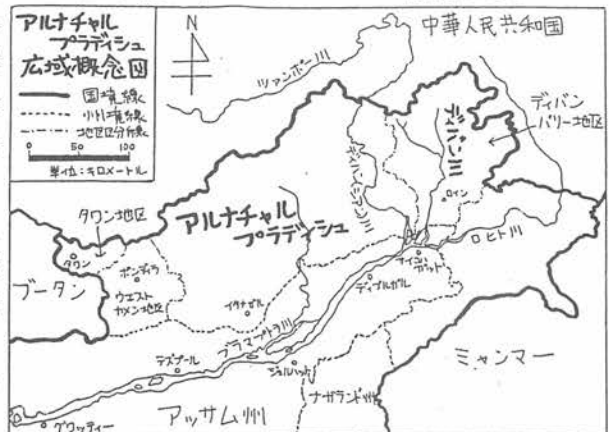 アルナチャル
プラディシュ
広域概念図
国境線
州境線
地区区分線
0 50 100
単位:キロメートル
N
中華人民共和国
ツァンポー川
ディバン
バリー地区
ディバン川
ロイン
タワン地区
タワン
アルナチャル
プラディシュ
ロヒト川
ブータン
ボンディラ
ウエスト
カメン地区
イタナガル
ディブルガル
ブラマプトラ川
テズプール
ジョルハット
ミャンマー
ナガランド州
アッサム州
グワッティー